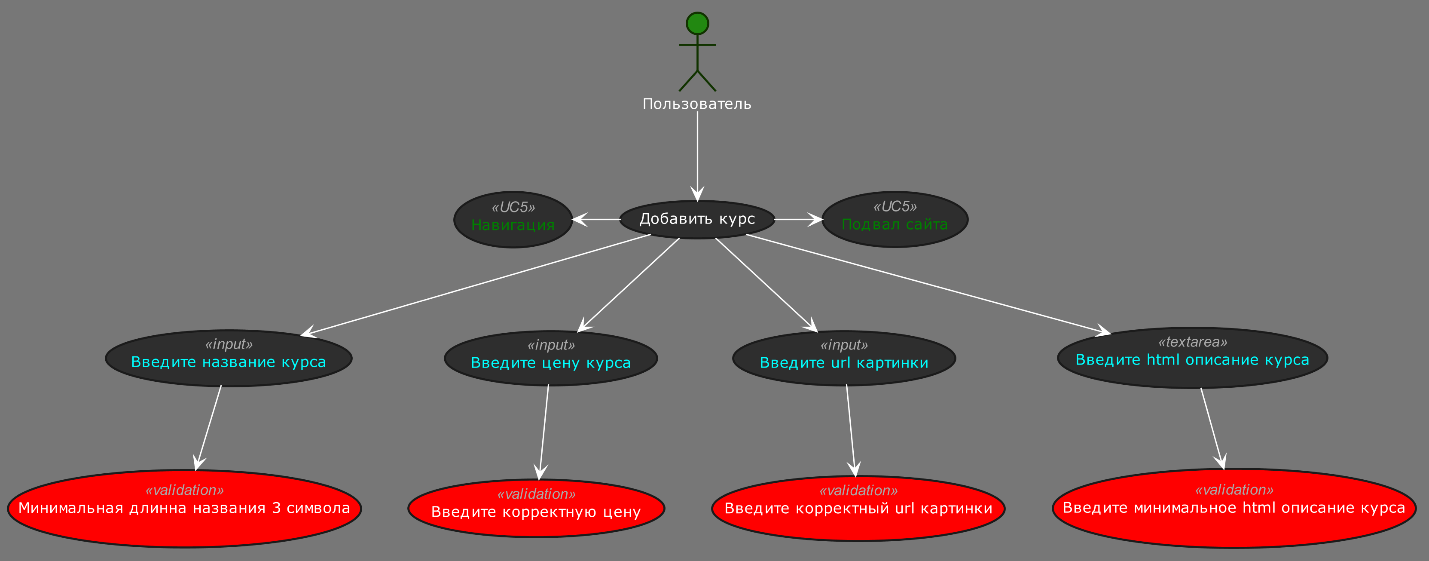 Пользователь
«UC5»
Навигация
Добавить курс
«UC5»
Подвал сайта
«input»
Введите название курса
«input»
Введите цену курса
«input»
Введите url картинки
«textarea»
Введите html описание курса
«validation»
Минимальная длинна названия 3 символа
«validation»
Введите корректную цену
«validation»
Введите корректный url картинки
«validation»
Введите минимальное html описание курса